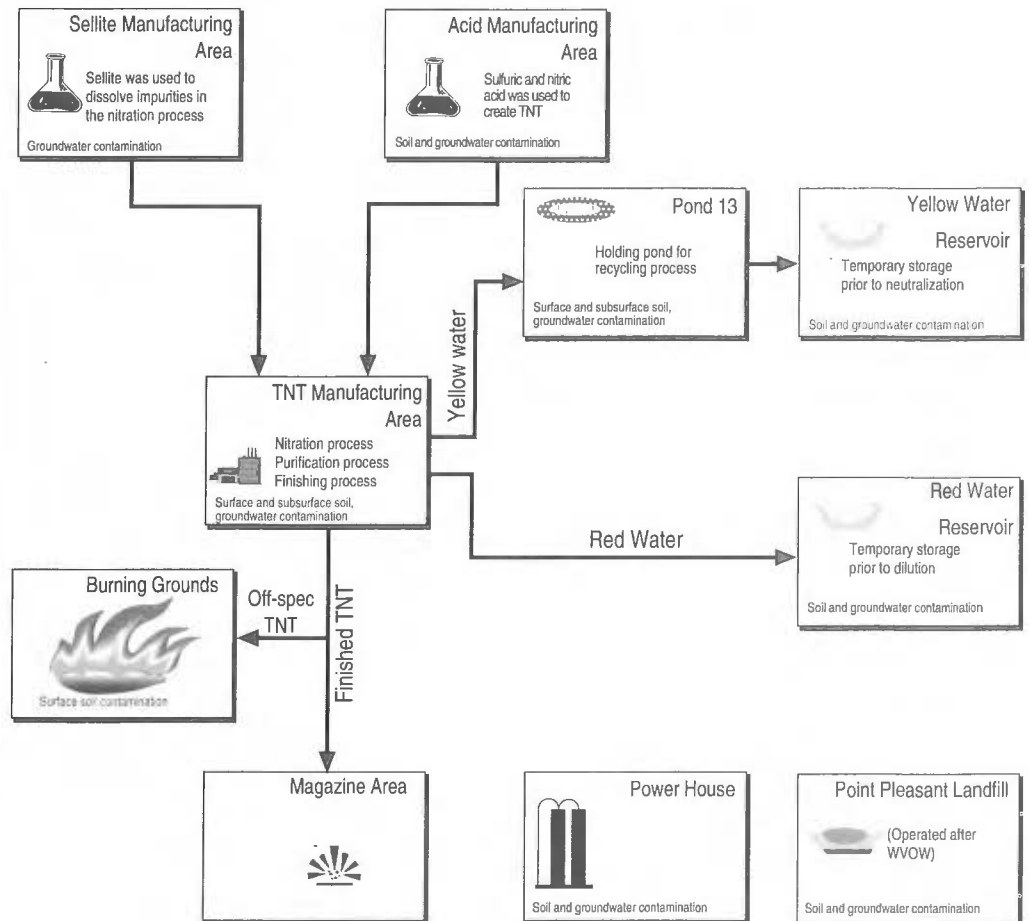 Sellite Manufacturing
Area
Sellite was used to
dissolve impurities in
the nitration process
Groundwater contamination
Acid Manufacturing
Area
Sulfuric and nitric
acid was used to
create TNT
Soil and groundwater contamination
Pond 13
Holding pond for
recycling process
Surface and subsurface soil,
groundwater contamination
Yellow Water
Reservoir
Temporary storage
prior to neutralization
Soil and groundwater contamination
Yellow water
TNT Manufacturing
Area
Nitration process
Purification process
Finishing process
Surface and subsurface soil,
groundwater contamination
Red Water
Red Water
Reservoir
Temporary storage
prior to dilution
Soil and groundwater contamination
Burning Grounds
Surface soil contamination
Off-spec
TNT
Finished TNT
Magazine Area
Power House
Soil and groundwater contamination
Point Pleasant Landfill
(Operated after
WVOW)
Soil and groundwater contamination